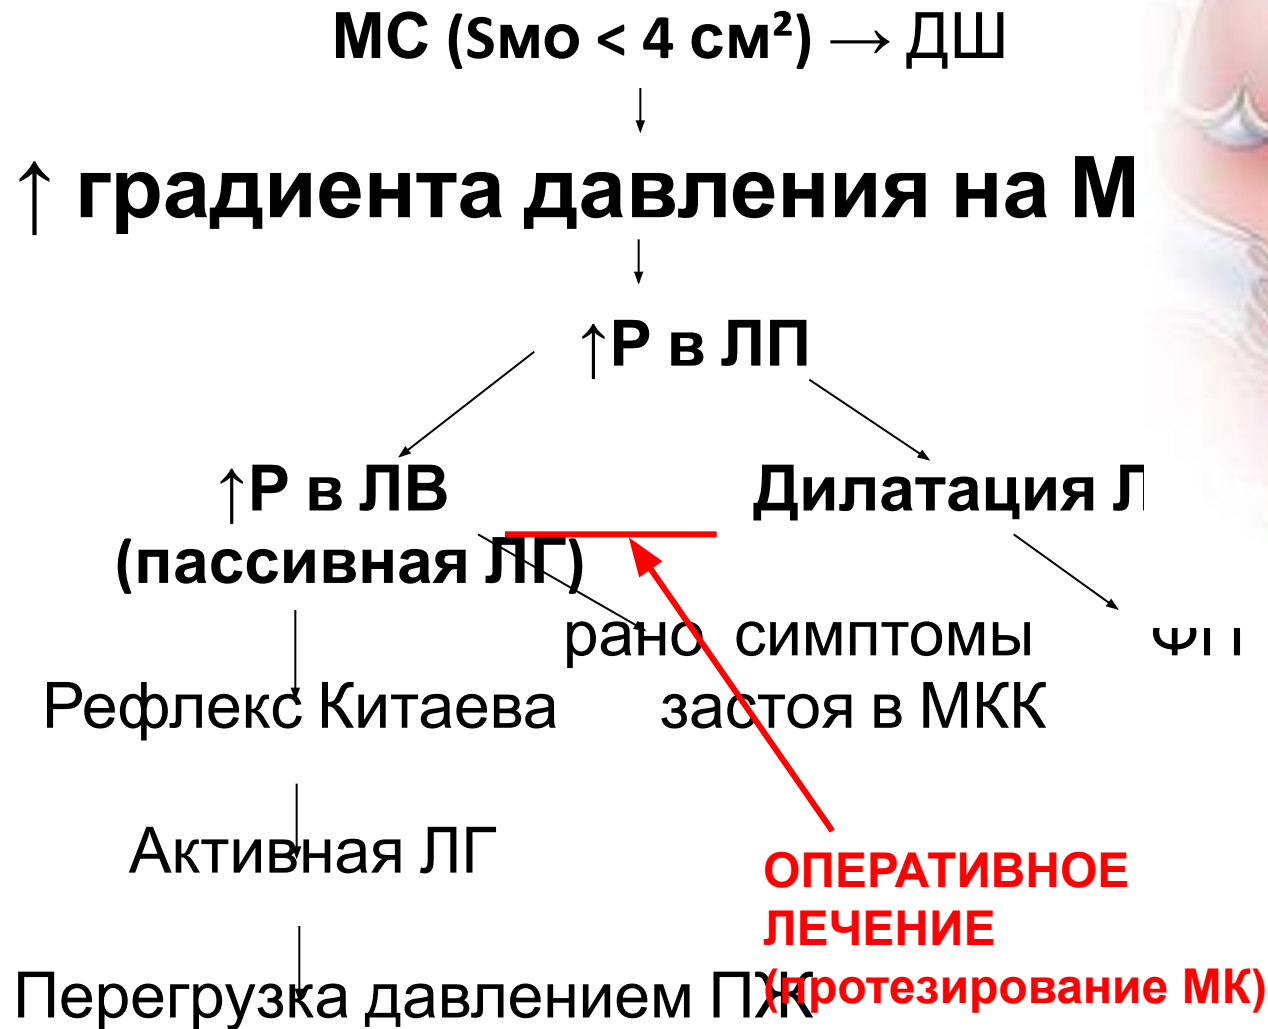 МС (Sмо < 4 см²) → ДШ
↑ градиента давления на М
↑Р в ЛП
↑Р в ЛВ
(пассивная ЛГ)
Дилатация Л
рано симптомы
застоя в МКК
ФП
Рефлекс Китаева
Активная ЛГ
Перегрузка давлением ПЖ
ОПЕРАТИВНОЕ
ЛЕЧЕНИЕ
(протезирование МК)